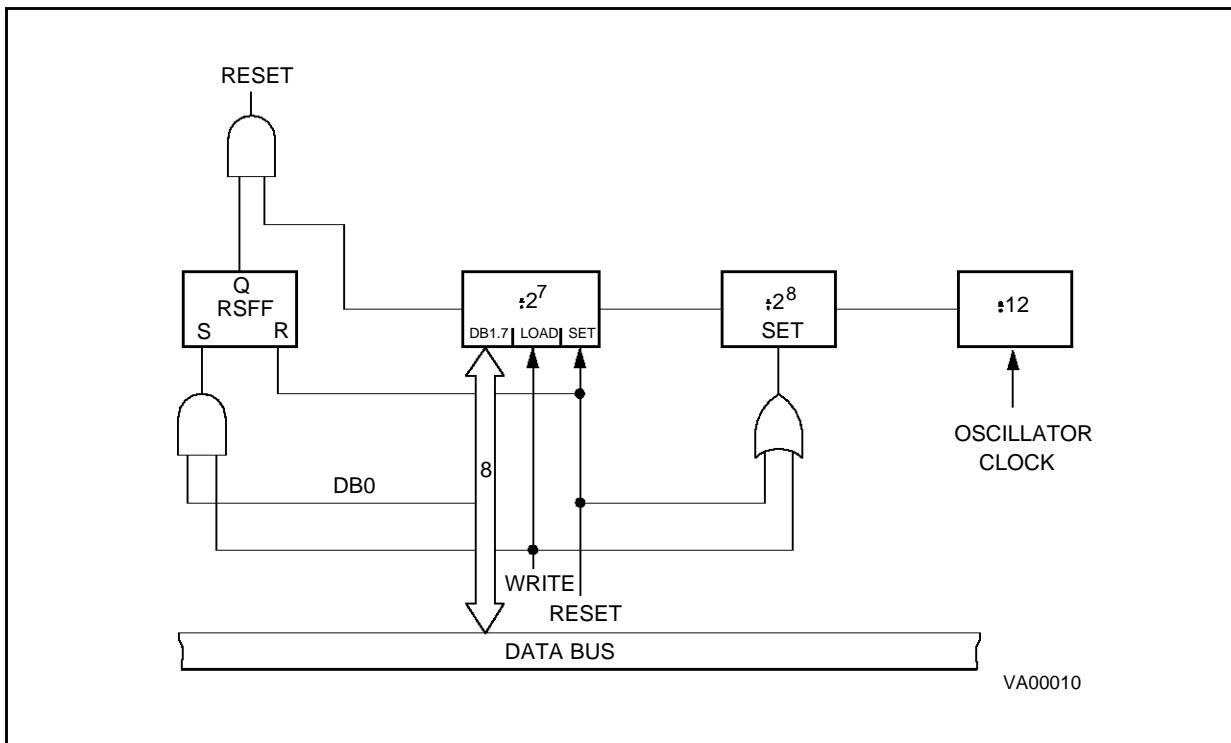 RESET
Q
RSFF
S R
:2⁷
DB1.7 LOAD SET
:2⁸
SET
:12
OSCILLATOR
CLOCK
8
DB0
WRITE
RESET
DATA BUS
VA00010